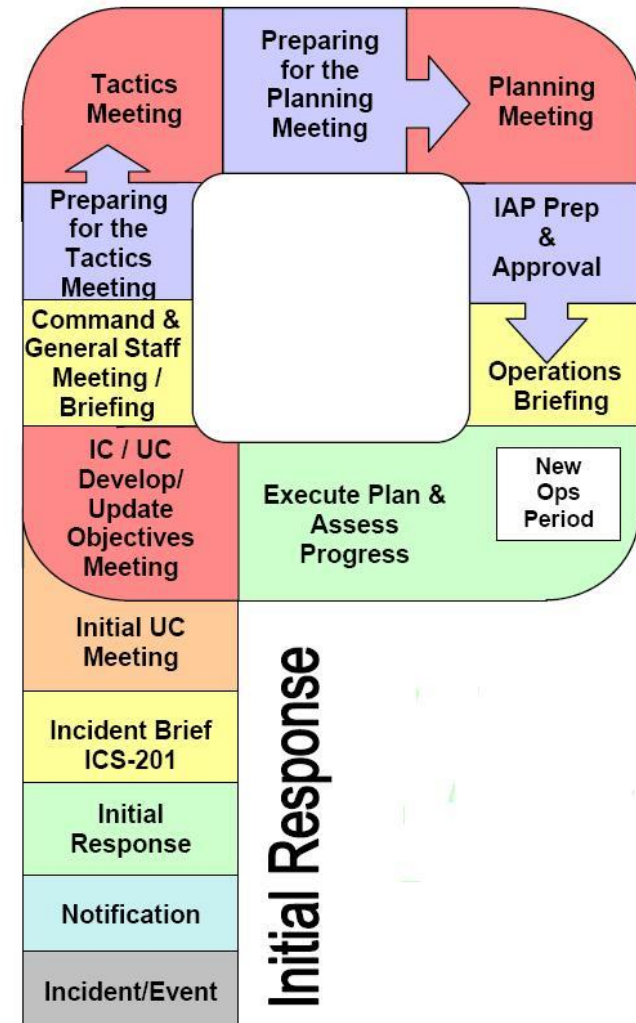 Tactics
Meeting
Preparing
for the
Planning
Meeting
Planning
Meeting
Preparing
for the
Tactics
Meeting
IAP Prep
&
Approval
Command &
General Staff
Meeting /
Briefing
Operations
Briefing
IC / UC
Develop/
Update
Objectives
Meeting
Execute Plan &
Assess
Progress
New
Ops
Period
Initial UC
Meeting
Incident Brief
ICS-201
Initial
Response
Notification
Incident/Event
Initial Response